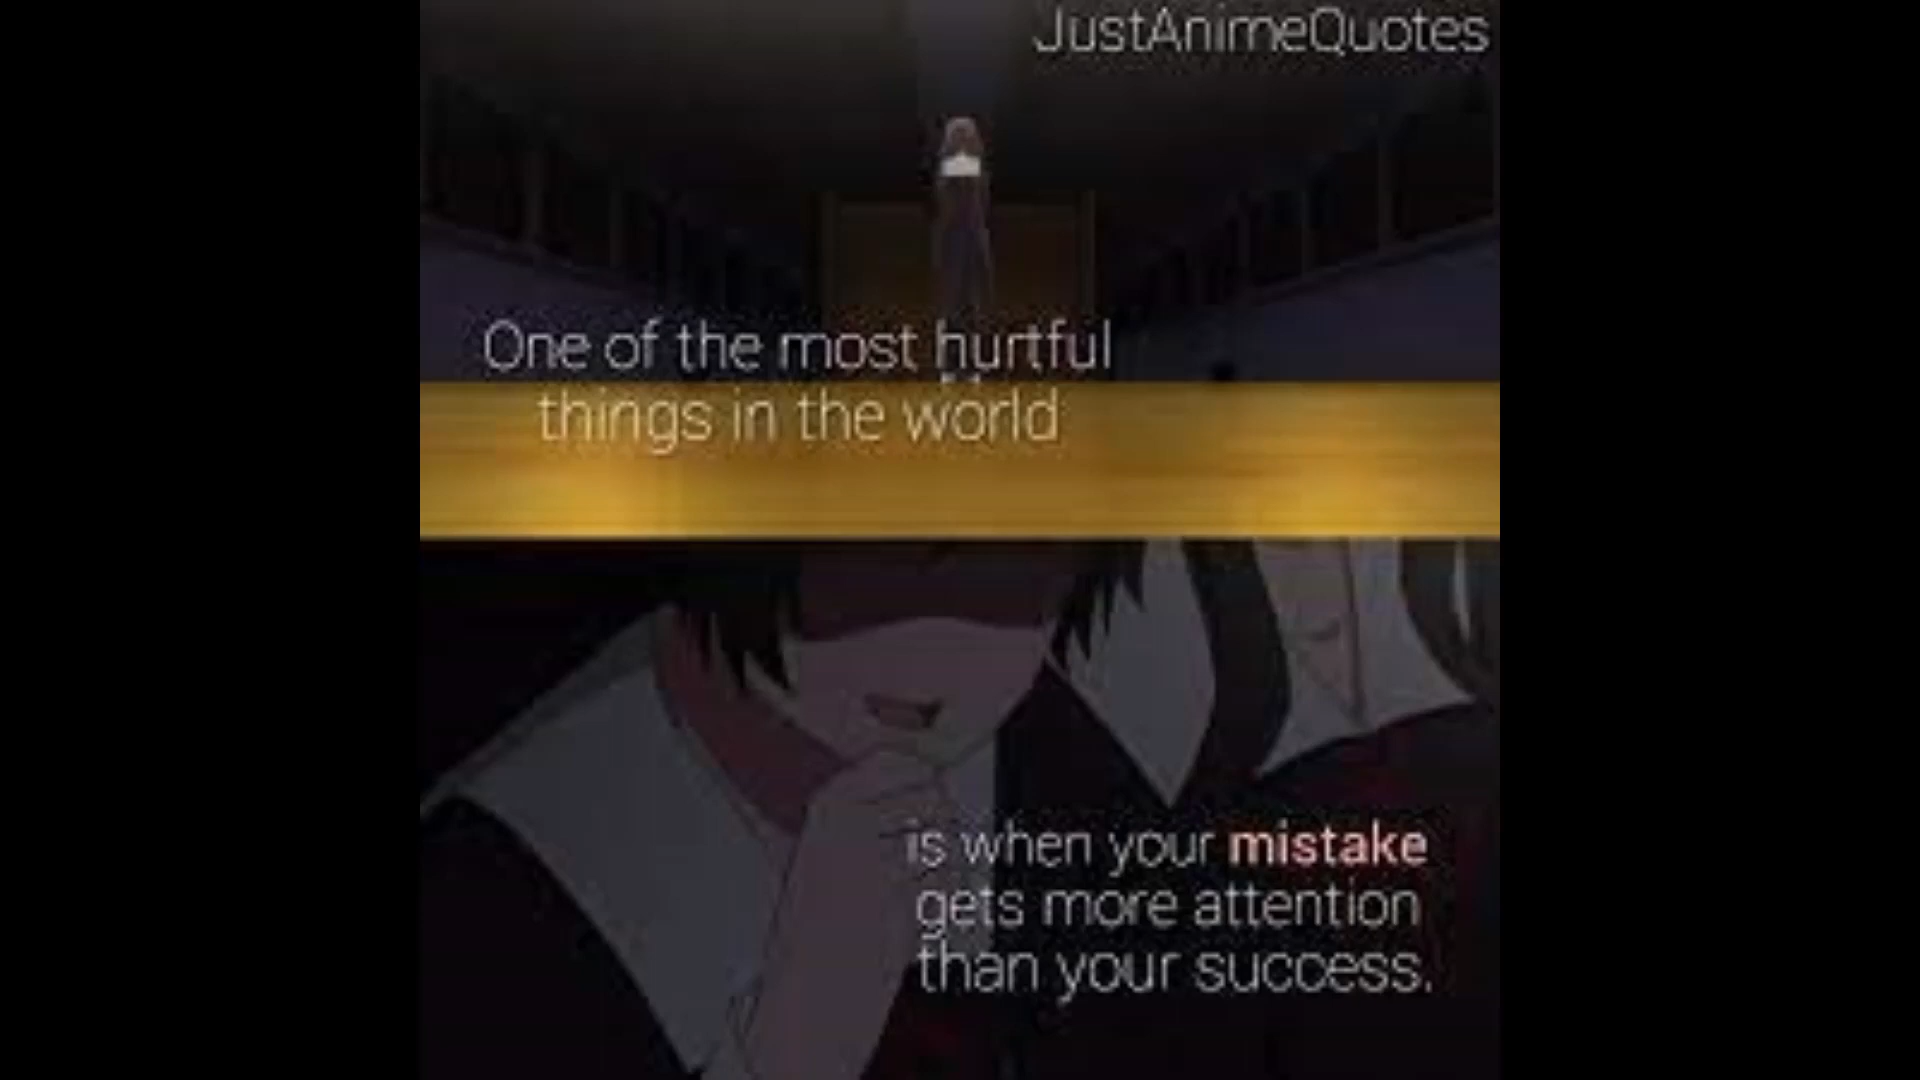 JustAnimeQuotes
One of the most hurtful
things in the world
is when your mistake
gets more attention
than your success.